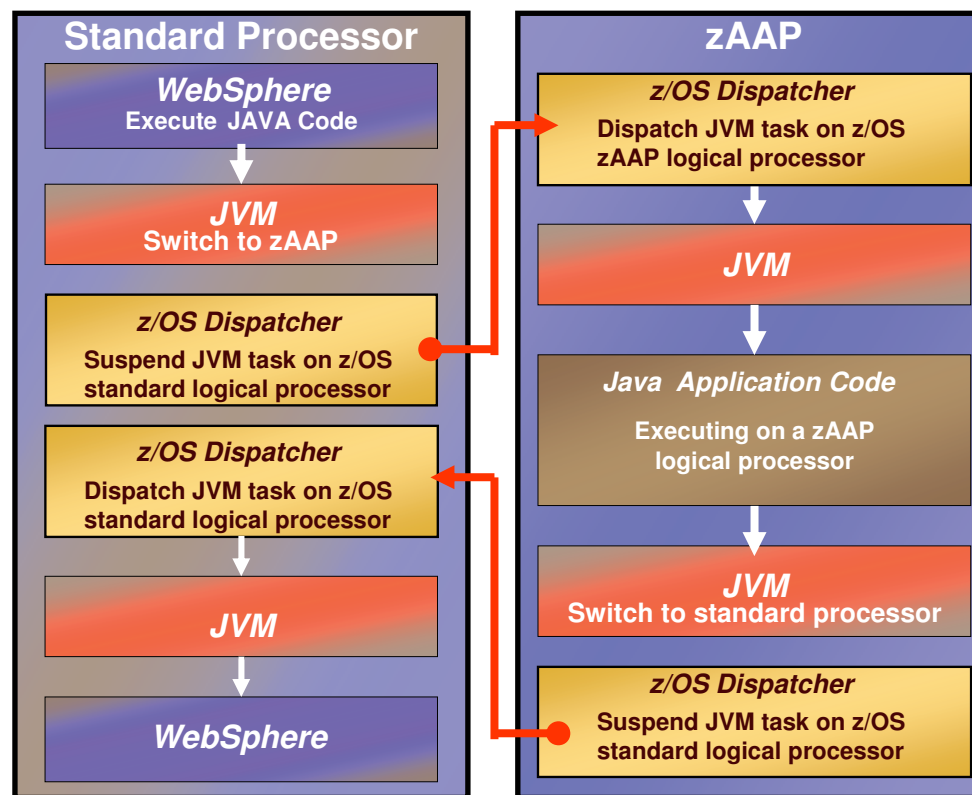 Standard Processor
WebSphere
Execute JAVA Code
JVM
Switch to zAAP
z/OS Dispatcher
Suspend JVM task on z/OS
standard logical processor
z/OS Dispatcher
Dispatch JVM task on z/OS
standard logical processor
JVM
WebSphere
zAAP
z/OS Dispatcher
Dispatch JVM task on z/OS
zAAP logical processor
JVM
Java Application Code
Executing on a zAAP
logical processor
JVM
Switch to standard processor
z/OS Dispatcher
Suspend JVM task on z/OS
standard logical processor